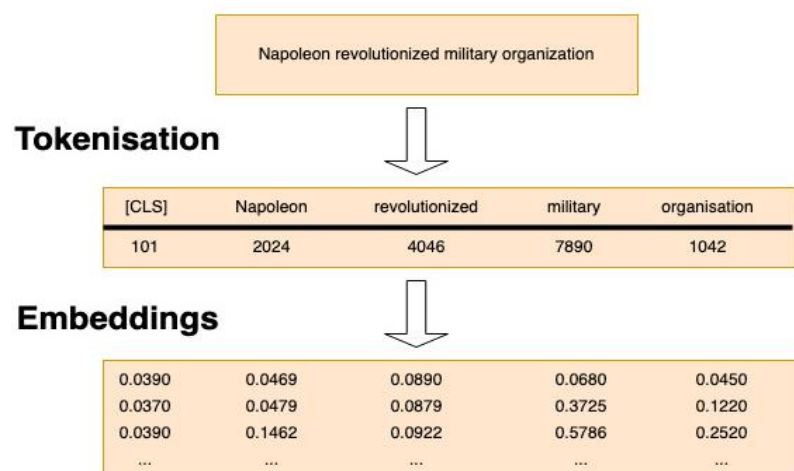 Napoleon revolutionized military organization
Tokenisation
[CLS] Napoleon revolutionized military organisation
101 2024 4046 7890 1042
Embeddings
0.0390 0.0469 0.0890 0.0680 0.0450
0.0370 0.0479 0.0879 0.3725 0.1220
0.0390 0.1462 0.0922 0.5786 0.2520
... ... ... ... ...